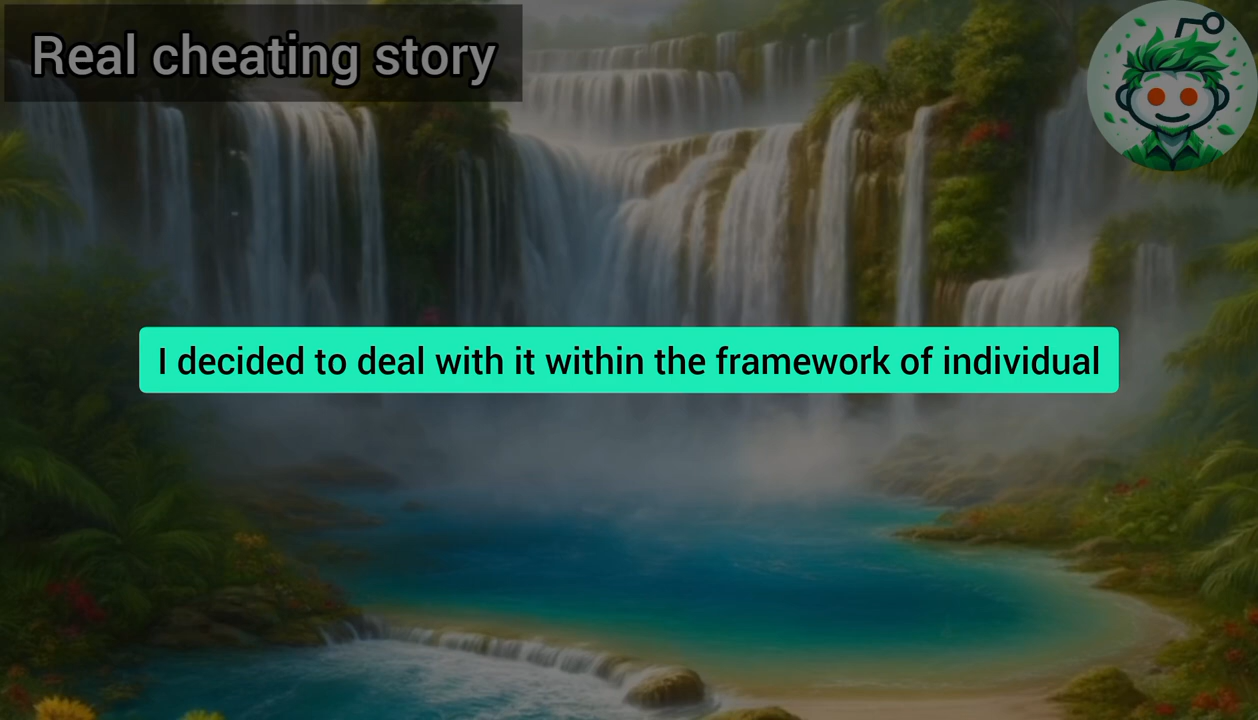 Real cheating story
I decided to deal with it within the framework of individual